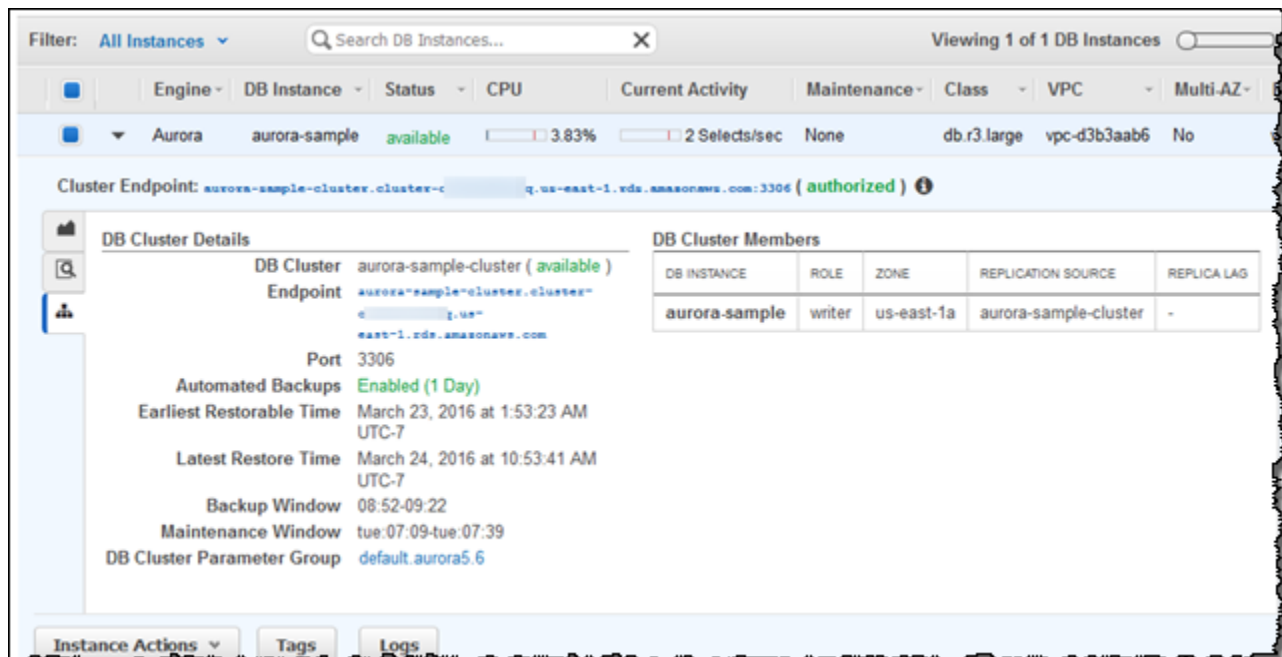 Filter: All Instances Search DB Instances... Viewing 1 of 1 DB Instances
Engine DB Instance Status CPU Current Activity Maintenance Class VPC Multi-AZ
Aurora aurora-sample available 3.83% 2 Selects/sec None db.r3.large vpc-d3b3aab6 No
Cluster Endpoint: aurora-sample-cluster.cluster-c q.us-east-1.rds.amazonaws.com:3306 ( authorized )
DB Cluster Details
DB Cluster aurora-sample-cluster ( available )
Endpoint aurora-sample-cluster.cluster-
c q.us-
east-1.rds.amazonaws.com
Port 3306
Automated Backups Enabled (1 Day)
Earliest Restorable Time March 23, 2016 at 1:53:23 AM
UTC-7
Latest Restore Time March 24, 2016 at 10:53:41 AM
UTC-7
Backup Window 08:52-09:22
Maintenance Window tue:07:09-tue:07:39
DB Cluster Parameter Group default.aurora5.6
DB Cluster Members
DB INSTANCE ROLE ZONE REPLICATION SOURCE REPLICA LAG
aurora-sample writer us-east-1a aurora-sample-cluster -
Instance Actions Tags Logs